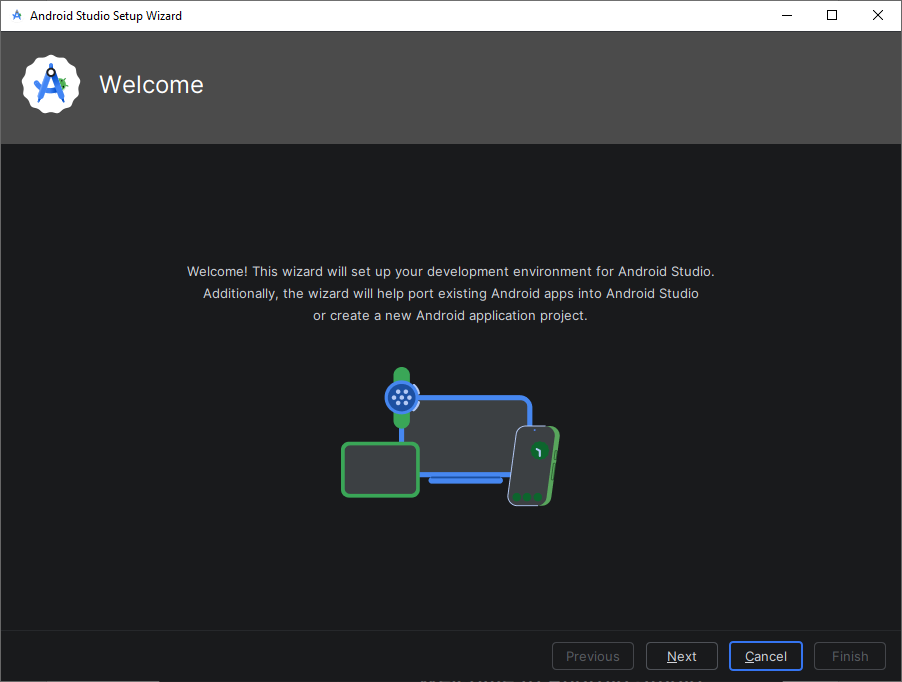 Android Studio Setup Wizard
Welcome
Welcome! This wizard will set up your development environment for Android Studio.
Additionally, the wizard will help port existing Android apps into Android Studio
or create a new Android application project.
Previous
Next
Cancel
Finish